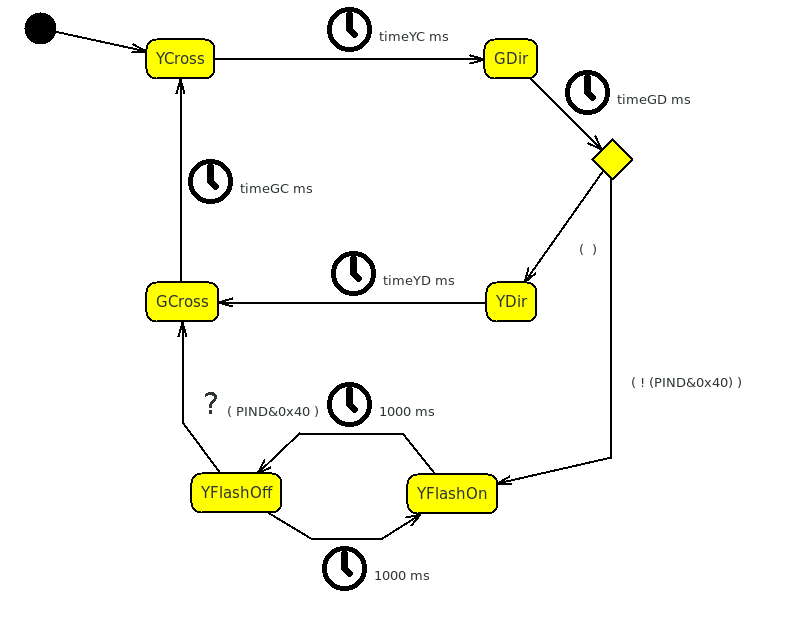 timeYC ms
YCross
GDir
timeGD ms
timeGC ms
( )
timeYD ms
GCross
YDir
( ! (PIND&0x40) )
? ( PIND&0x40 )
1000 ms
YFlashOff
YFlashOn
1000 ms